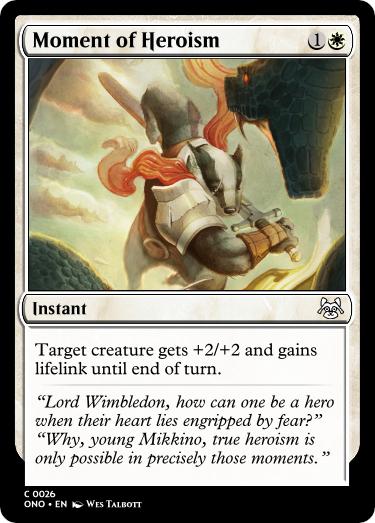 Moment of Heroism 1
Instant
Target creature gets +2/+2 and gains
lifelink until end of turn.
“Lord Wimbledon, how can one be a hero
when their heart lies engripped by fear?”
“Why, young Mikkino, true heroism is
only possible in precisely those moments.”
C 0026
ONO • EN Wes Talbott